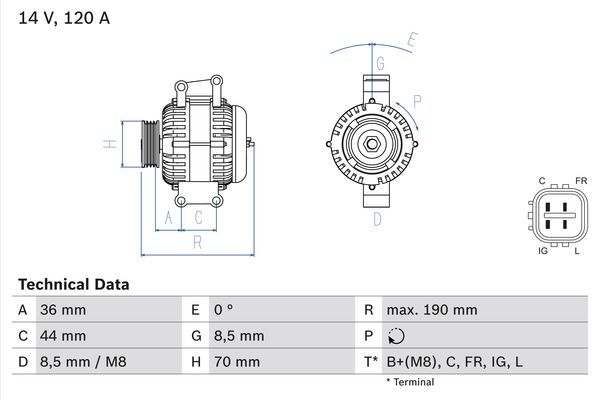 14 V, 120 A
E
G
P
H
A
C
R
D
C
FR
IG
L
Technical Data
A 36 mm E 0 ° R max. 190 mm
C 44 mm G 8,5 mm P
D 8,5 mm / M8 H 70 mm T* B+(M8), C, FR, IG, L
* Terminal